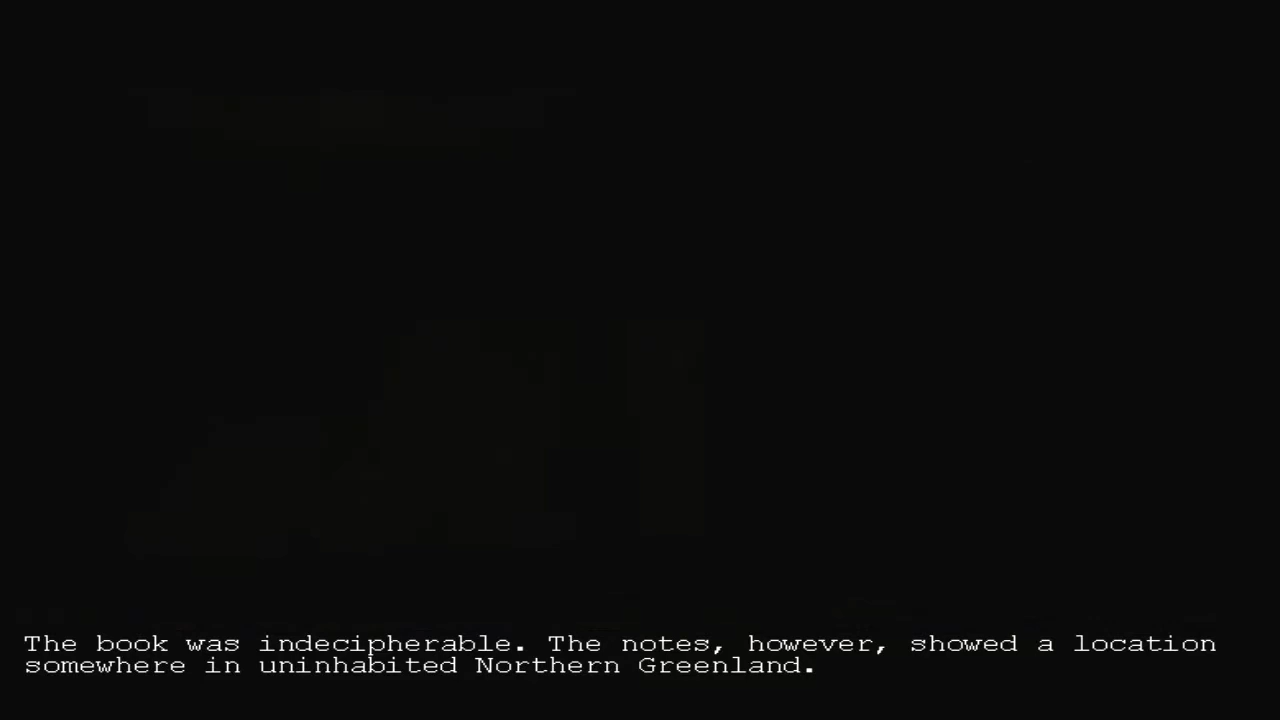 The book was indecipherable. The notes, however, showed a location
somewhere in uninhabited Northern Greenland.